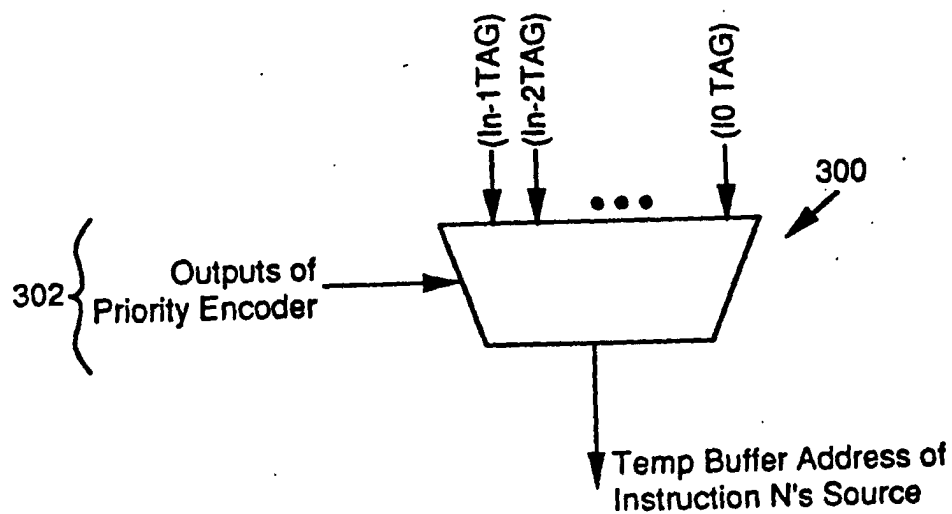 (In-1TAG)
(In-2TAG)
(I0 TAG)
300
302
Outputs of
Priority Encoder
Temp Buffer Address of
Instruction N's Source